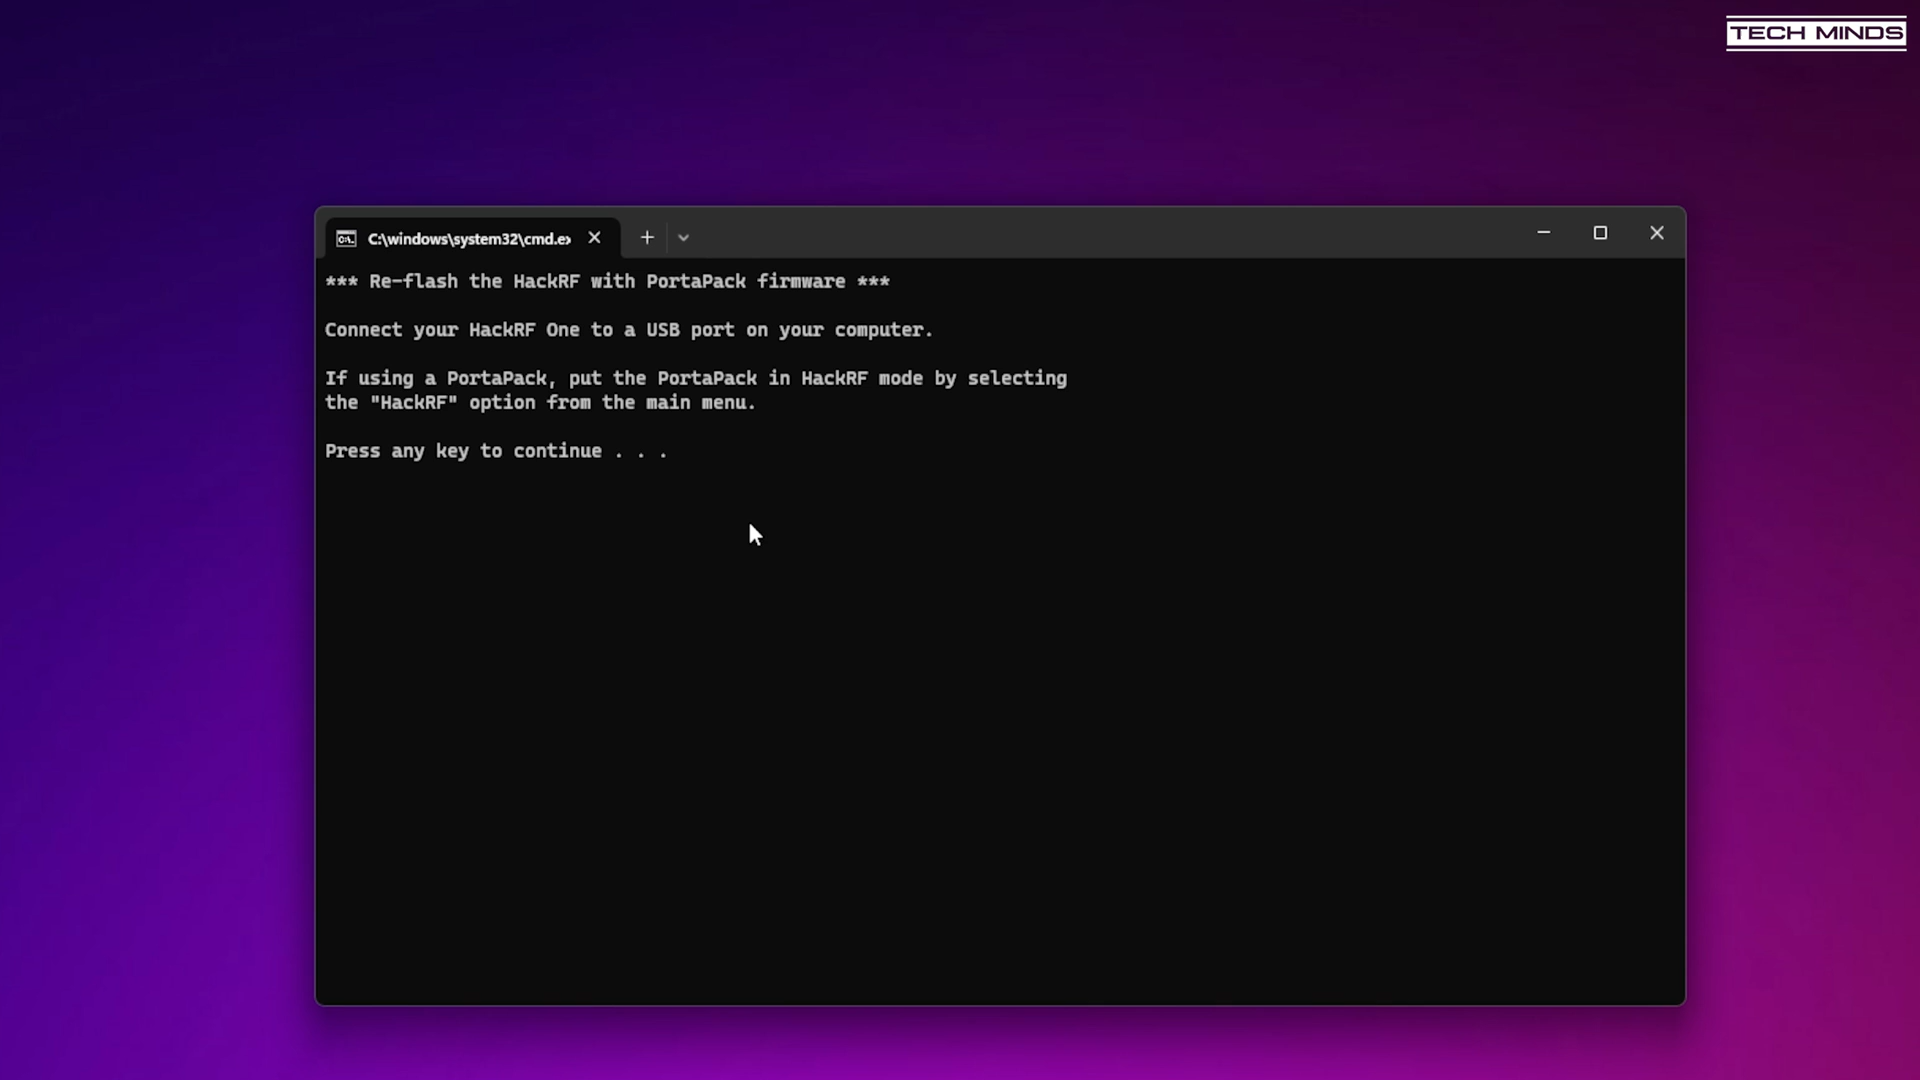 TECH MINDS
C:\windows\system32\cmd.ex
*** Re-flash the HackRF with PortaPack firmware ***
Connect your HackRF One to a USB port on your computer.
If using a PortaPack, put the PortaPack in HackRF mode by selecting
the "HackRF" option from the main menu.
Press any key to continue . . .